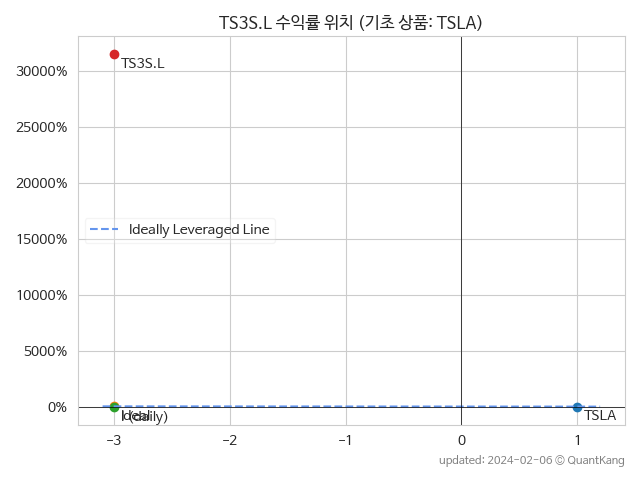 TS3S.L 수익률 위치 (기초 상품: TSLA)
30000%
25000%
20000%
15000%
10000%
5000%
0%
TS3S.L
Ideally Leveraged Line
(daily)
TSLA
-3
-2
-1
0
1
updated: 2024-02-06 © QuantKang